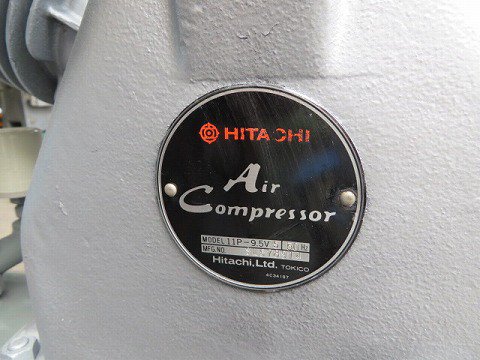 HITACHI
Air
Compressor
MODEL 11P-9.5V
MFG.NO.
Hitachi.Ltd. TOKICO